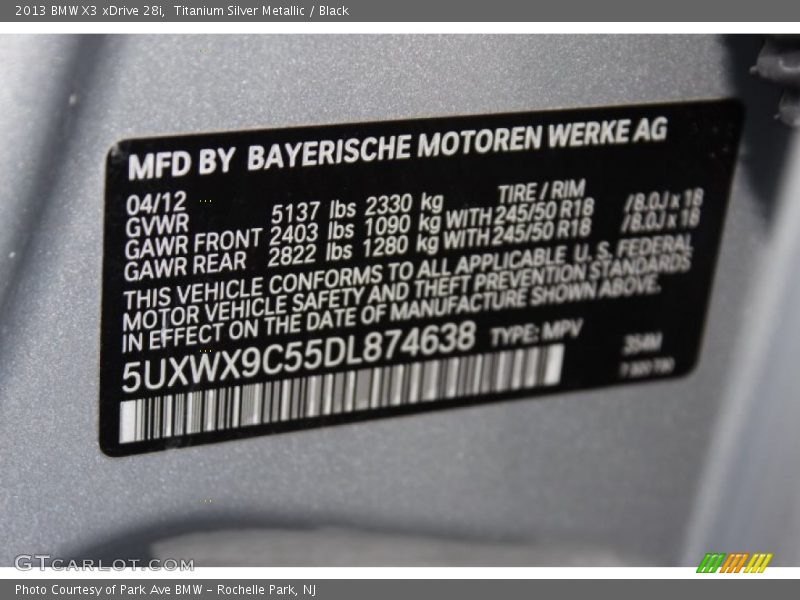 2013 BMW X3 xDrive 28i, Titanium Silver Metallic / Black
MFD BY BAYERISCHE MOTOREN WERKE AG
04/12 TIRE / RIM
GVWR 5137 lbs 2330 kg
GAWR FRONT 2403 lbs 1090 kg WITH 245/50 R18 /8.0J x 18
GAWR REAR 2822 lbs 1280 kg WITH 245/50 R18 /8.0J x 18
THIS VEHICLE CONFORMS TO ALL APPLICABLE U. S. FEDERAL
MOTOR VEHICLE SAFETY AND THEFT PREVENTION STANDARDS
IN EFFECT ON THE DATE OF MANUFACTURE SHOWN ABOVE.
5UXWX9C55DL874638 TYPE: MPV
354M
GTCARLOT.COM
Photo Courtesy of Park Ave BMW - Rochelle Park, NJ